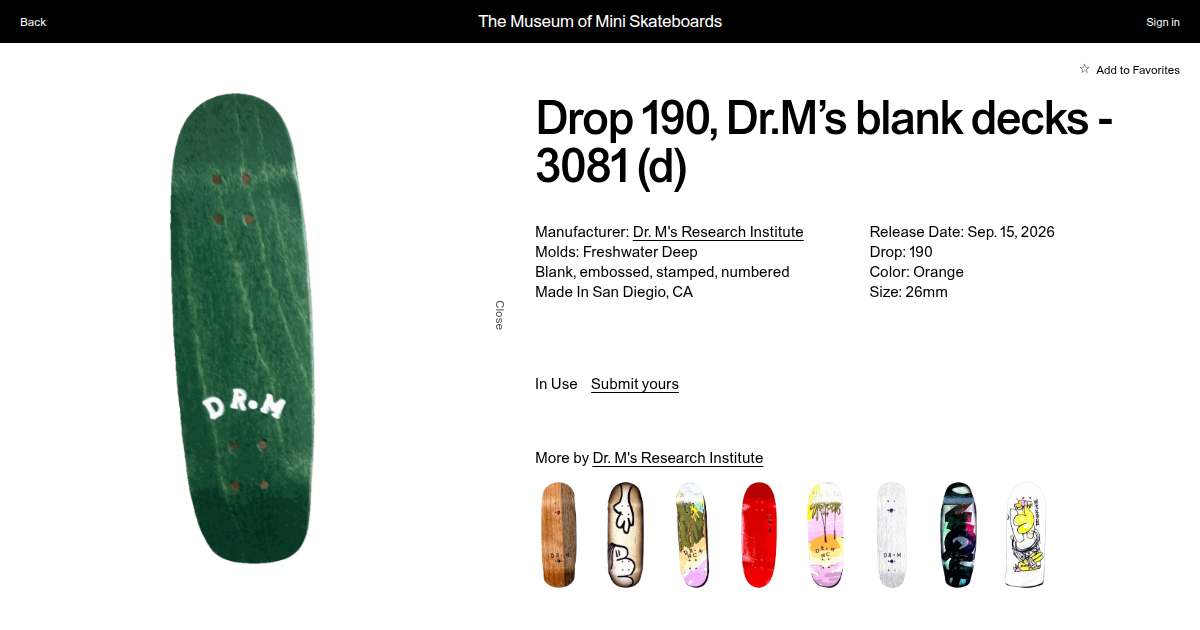 Back
The Museum of Mini Skateboards
Sign in
☆ Add to Favorites
Drop 190, Dr.M’s blank decks -
3081 (d)
Manufacturer: Dr. M's Research Institute
Molds: Freshwater Deep
Blank, embossed, stamped, numbered
Made In San Diegio, CA
Release Date: Sep. 15, 2026
Drop: 190
Color: Orange
Size: 26mm
Close
DR.M
In Use Submit yours
More by Dr. M's Research Institute
DR.M
DR.M